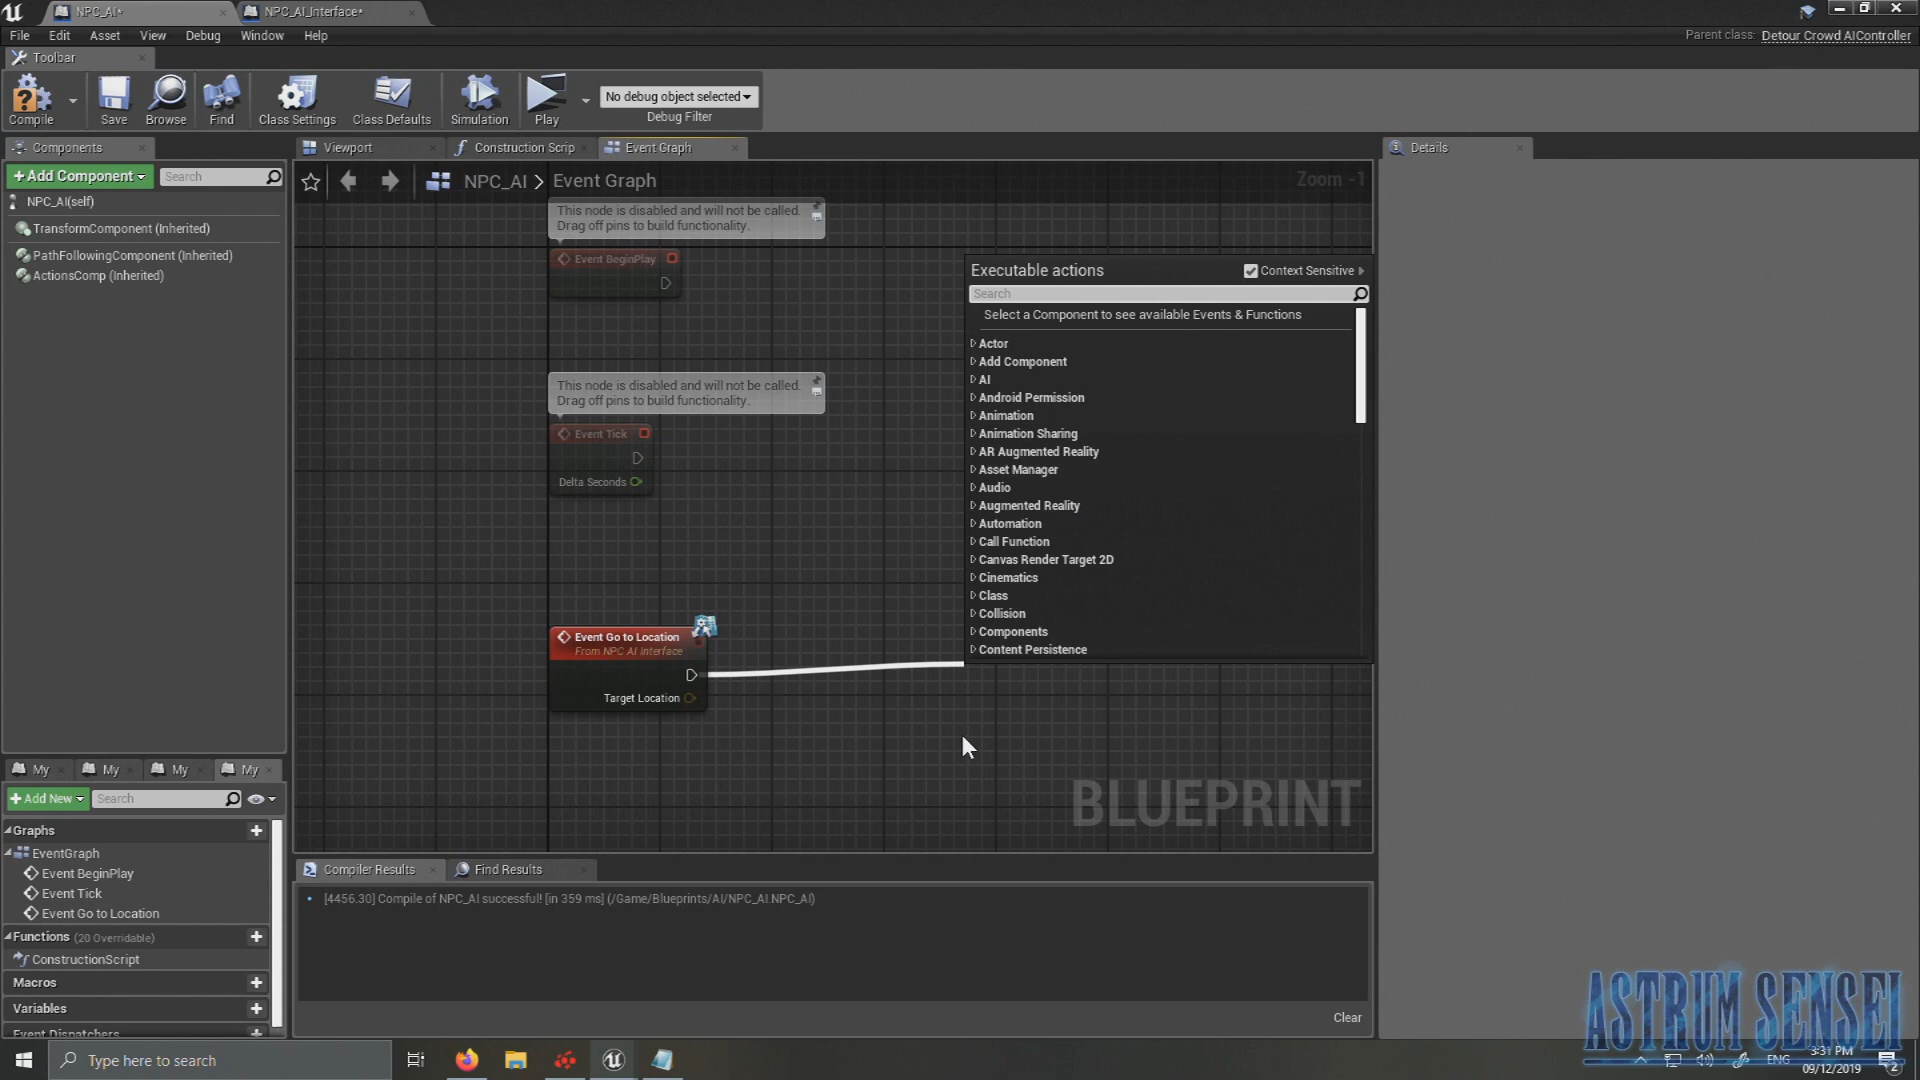 NPC_AI*
NPC_AI_Interface*
File Edit Asset View Debug Window Help
Parent class: Detour Crowd AIController
Toolbar
Compile
Save
Browse
Find
Class Settings
Class Defaults
Simulation
Play
No debug object selected
Debug Filter
Components
Viewport
Construction Scrip
Event Graph
Details
+Add Component
Search
NPC_AI > Event Graph
Zoom -1
NPC_AI(self)
TransformComponent (Inherited)
PathFollowingComponent (Inherited)
ActionsComp (Inherited)
This node is disabled and will not be called.
Drag off pins to build functionality.
Event BeginPlay
This node is disabled and will not be called.
Drag off pins to build functionality.
Event Tick
Delta Seconds
Event Go to Location
From NPC AI Interface
Target Location
Executable actions
Context Sensitive
Search
Select a Component to see available Events & Functions
Actor
Add Component
AI
Android Permission
Animation
Animation Sharing
AR Augmented Reality
Asset Manager
Audio
Augmented Reality
Automation
Call Function
Canvas Render Target 2D
Cinematics
Class
Collision
Components
Content Persistence
BLUEPRINT
My My My My
+Add New
Search
Graphs
EventGraph
Event BeginPlay
Event Tick
Event Go to Location
Functions (20 Overridable)
ConstructionScript
Macros
Variables
Event Dispatchers
Compiler Results
Find Results
[4456.30] Compile of NPC_AI successful! [in 359 ms] (/Game/Blueprints/AI/NPC_AI.NPC_AI)
Clear
ASTRUM SENSEI
Type here to search
ENG
3:31 PM
09/12/2019
2